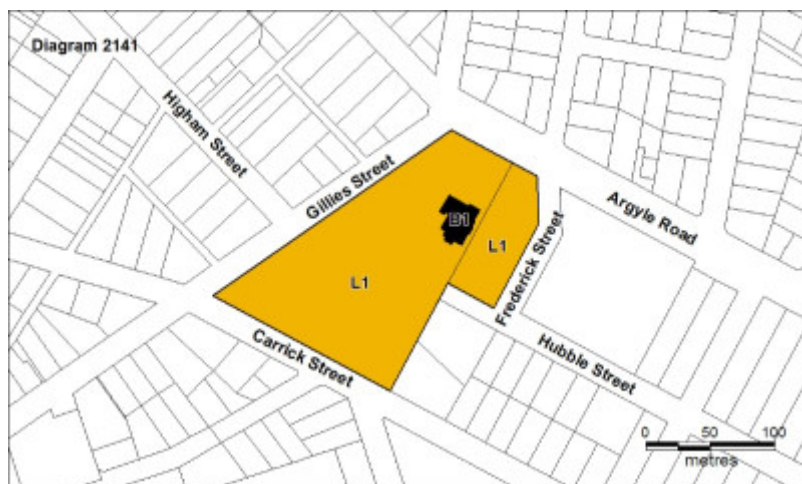 Diagram 2141
Higham Street
Gillies Street
Argyle Road
B1
L1
Frederick Street
L1
Carrick Street
Hubble Street
0 50 100
metres